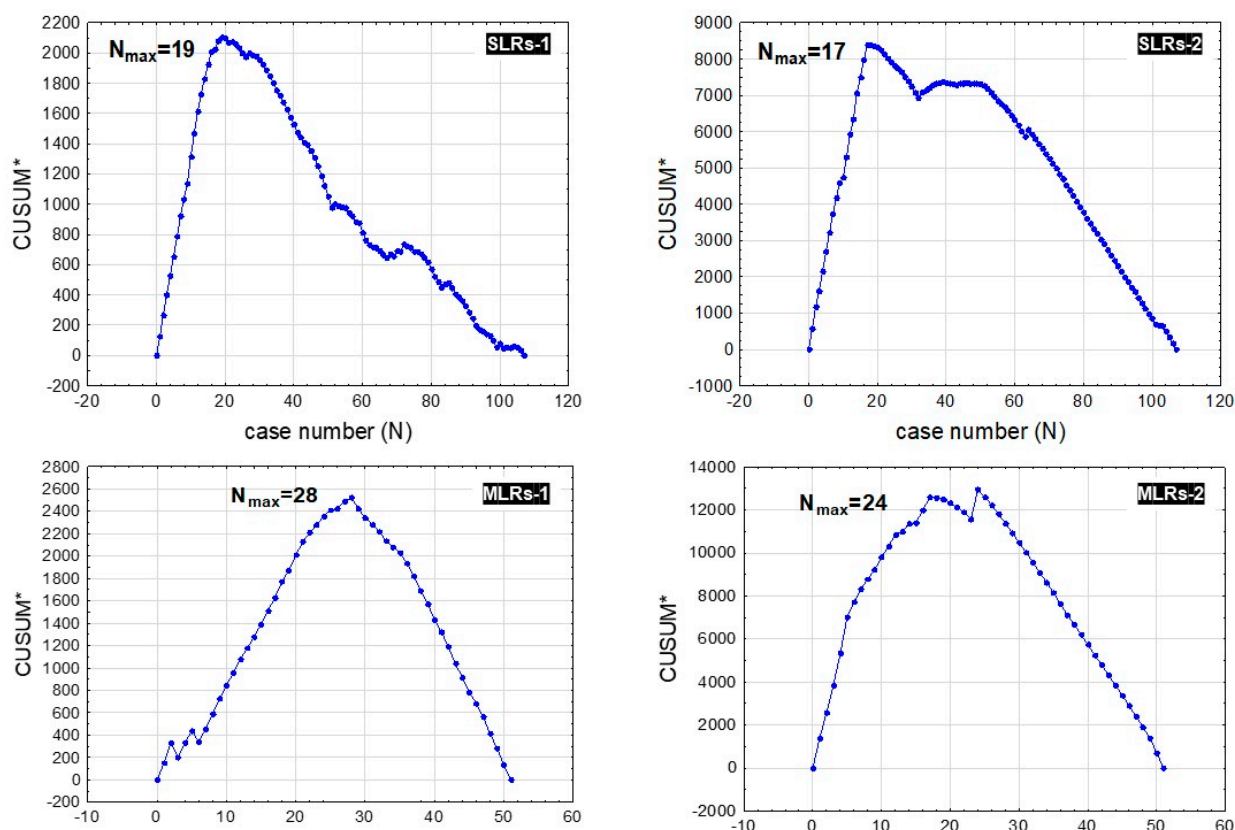 N_max=19
SLRs-1
CUSUM*
2200
2000
1800
1600
1400
1200
1000
800
600
400
200
0
-200
-20 0 20 40 60 80 100 120
case number (N)
N_max=17
SLRs-2
CUSUM*
9000
8000
7000
6000
5000
4000
3000
2000
1000
0
-1000
-20 0 20 40 60 80 100 120
case number (N)
N_max=28
MLRs-1
CUSUM*
2800
2600
2400
2200
2000
1800
1600
1400
1200
1000
800
600
400
200
0
-200
-10 0 10 20 30 40 50 60
N_max=24
MLRs-2
CUSUM*
14000
12000
10000
8000
6000
4000
2000
0
-2000
-10 0 10 20 30 40 50 60